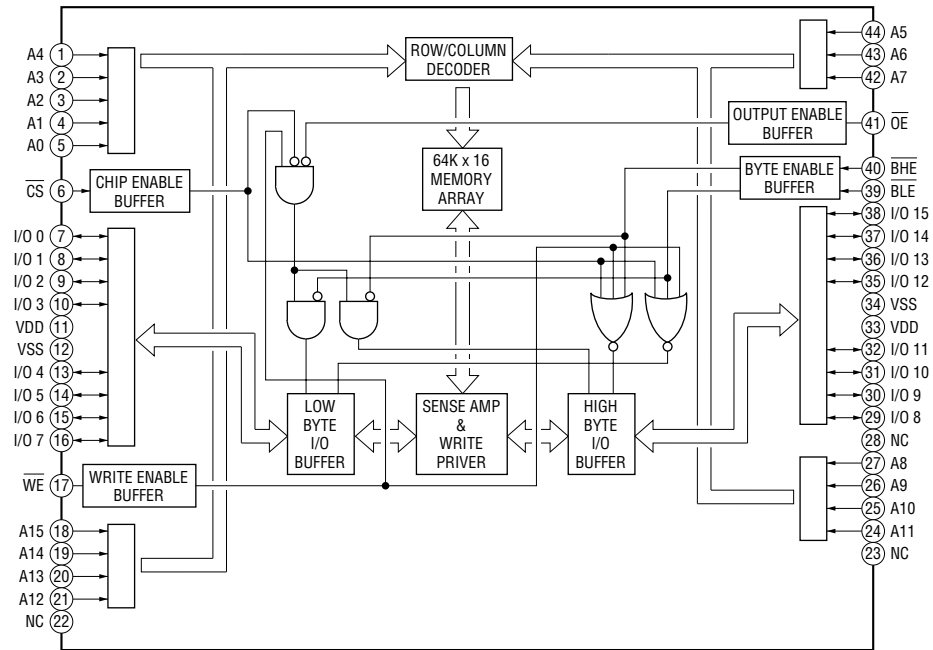 A4 1
A3 2
A2 3
A1 4
A0 5
CS 6
I/O 0 7
I/O 1 8
I/O 2 9
I/O 3 10
VDD 11
VSS 12
I/O 4 13
I/O 5 14
I/O 6 15
I/O 7 16
WE 17
A15 18
A14 19
A13 20
A12 21
NC 22
CHIP ENABLE
BUFFER
WRITE ENABLE
BUFFER
ROW/COLUMN
DECODER
64K x 16
MEMORY
ARRAY
LOW
BYTE
I/O
BUFFER
SENSE AMP
&
WRITE
PRIVER
HIGH
BYTE
I/O
BUFFER
OUTPUT ENABLE
BUFFER
BYTE ENABLE
BUFFER
44 A5
43 A6
42 A7
41 OE
40 BHE
39 BLE
38 I/O 15
37 I/O 14
36 I/O 13
35 I/O 12
34 VSS
33 VDD
32 I/O 11
31 I/O 10
30 I/O 9
29 I/O 8
28 NC
27 A8
26 A9
25 A10
24 A11
23 NC